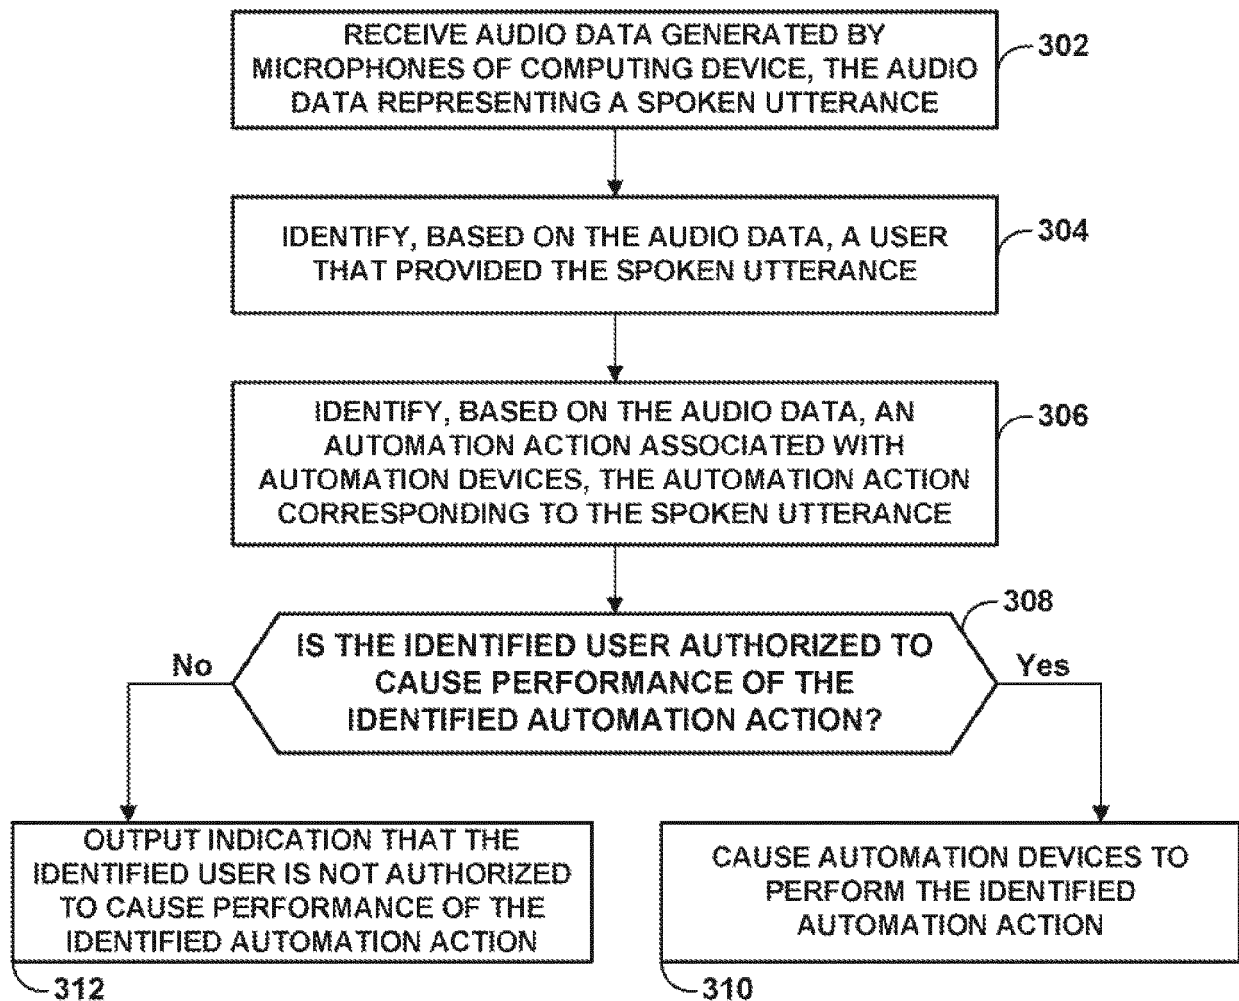 RECEIVE AUDIO DATA GENERATED BY
MICROPHONES OF COMPUTING DEVICE, THE AUDIO
DATA REPRESENTING A SPOKEN UTTERANCE
302
IDENTIFY, BASED ON THE AUDIO DATA, A USER
THAT PROVIDED THE SPOKEN UTTERANCE
304
IDENTIFY, BASED ON THE AUDIO DATA, AN
AUTOMATION ACTION ASSOCIATED WITH
AUTOMATION DEVICES, THE AUTOMATION ACTION
CORRESPONDING TO THE SPOKEN UTTERANCE
306
308
IS THE IDENTIFIED USER AUTHORIZED TO
CAUSE PERFORMANCE OF THE
IDENTIFIED AUTOMATION ACTION?
No
Yes
OUTPUT INDICATION THAT THE
IDENTIFIED USER IS NOT AUTHORIZED
TO CAUSE PERFORMANCE OF THE
IDENTIFIED AUTOMATION ACTION
312
CAUSE AUTOMATION DEVICES TO
PERFORM THE IDENTIFIED
AUTOMATION ACTION
310